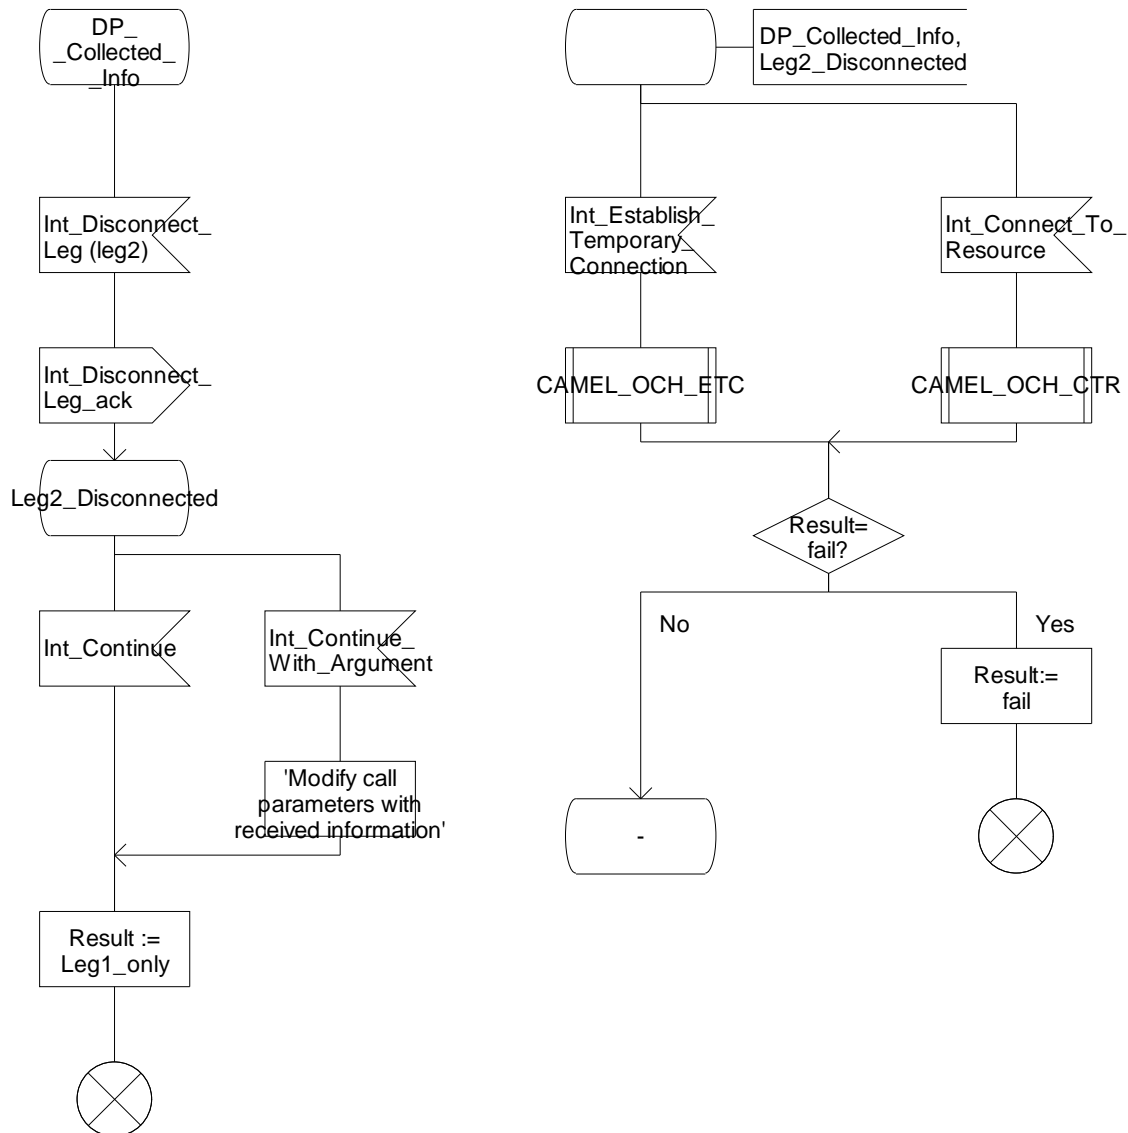 DP_
_Collected_
_Info
Int_Disconnect_
Leg (leg2)
Int_Disconnect_
Leg_ack
Leg2_Disconnected
Int_Continue
Int_Continue_
With_Argument
'Modify call
parameters with
received information'
Result :=
Leg1_only
DP_Collected_Info,
Leg2_Disconnected
Int_Establish_
Temporary_
Connection
Int_Connect_To_
Resource
CAMEL_OCH_ETC
CAMEL_OCH_CTR
Result=
fail?
No
Yes
Result:=
fail
-